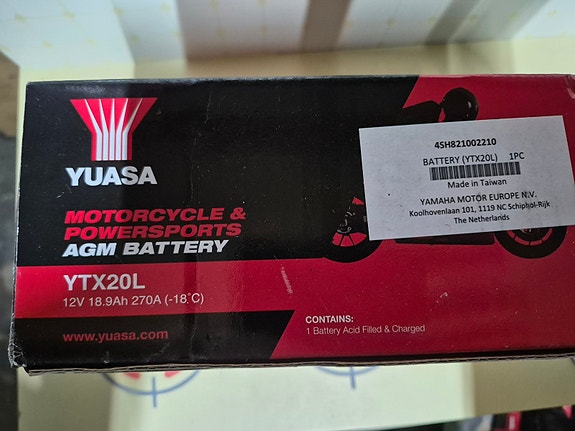 YUASA
MOTORCYCLE &
POWERSPORTS
AGM BATTERY
YTX20L
12V 18.9Ah 270A (-18°C)
www.yuasa.com
4SH821002210
BATTERY (YTX20L) 1PC
Made in Taiwan
YAMAHA MOTOR EUROPE N.V.
Koolhovenlaan 101, 1119 NC Schiphol-Rijk
The Netherlands
CONTAINS:
1 Battery Acid Filled & Charged